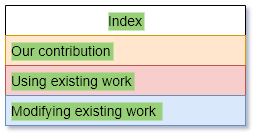 Index
Our contribution
Using existing work
Modifying existing work